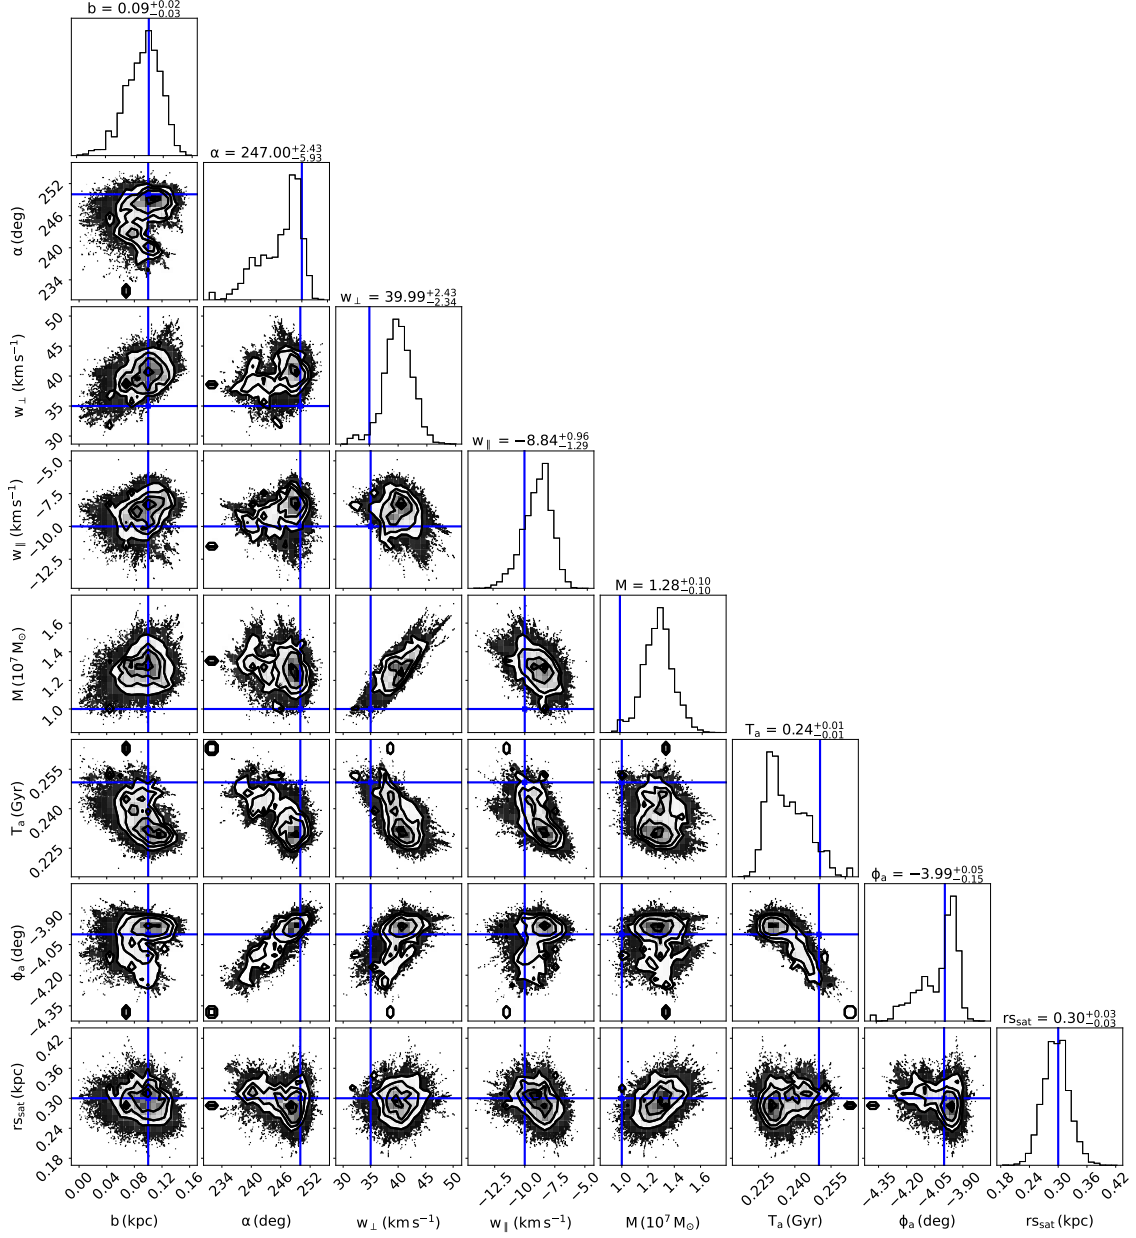 b = 0.09+0.02−0.03
α = 247.00+2.43−5.93
252
246
240
234
α (deg)
w⊥ = 39.99+2.43−2.34
50
45
40
35
30
w⊥ (km s−1)
w∥ = −8.84+0.96−1.29
−5.0
−7.5
−10.0
−12.5
w∥ (km s−1)
M = 1.28+0.10−0.10
1.6
1.4
1.2
1.0
M (10⁷ M⊙)
Ta = 0.24+0.01−0.01
0.255
0.240
0.225
Ta (Gyr)
ϕa = −3.99+0.05−0.15
−3.90
−4.05
−4.20
−4.35
ϕa (deg)
rssat = 0.30+0.03−0.03
0.42
0.36
0.30
0.24
0.18
rssat (kpc)
0.00 0.04 0.08 0.12 0.16 234 240 246 252 30 35 40 45 50 −12.5 −10.0 −7.5 −5.0 1.0 1.2 1.4 1.6 0.225 0.240 0.255 −4.35 −4.20 −4.05 −3.90 0.18 0.24 0.30 0.36 0.42
b (kpc) α (deg) w⊥ (km s−1) w∥ (km s−1) M (10⁷ M⊙) Ta (Gyr) ϕa (deg) rssat (kpc)